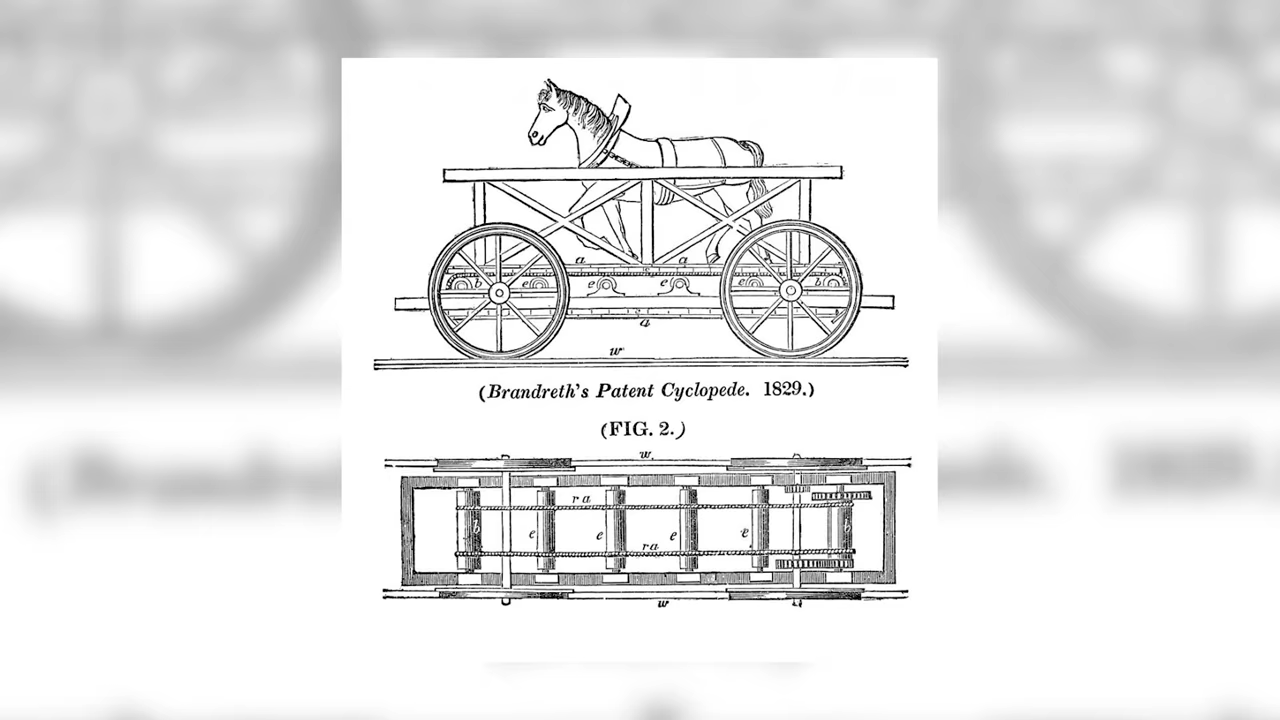 a a
b e e e e b
a
w
(Brandreth's Patent Cyclopede. 1829.)
(FIG. 2.)
w.
r a
b e e e e b
r a
w